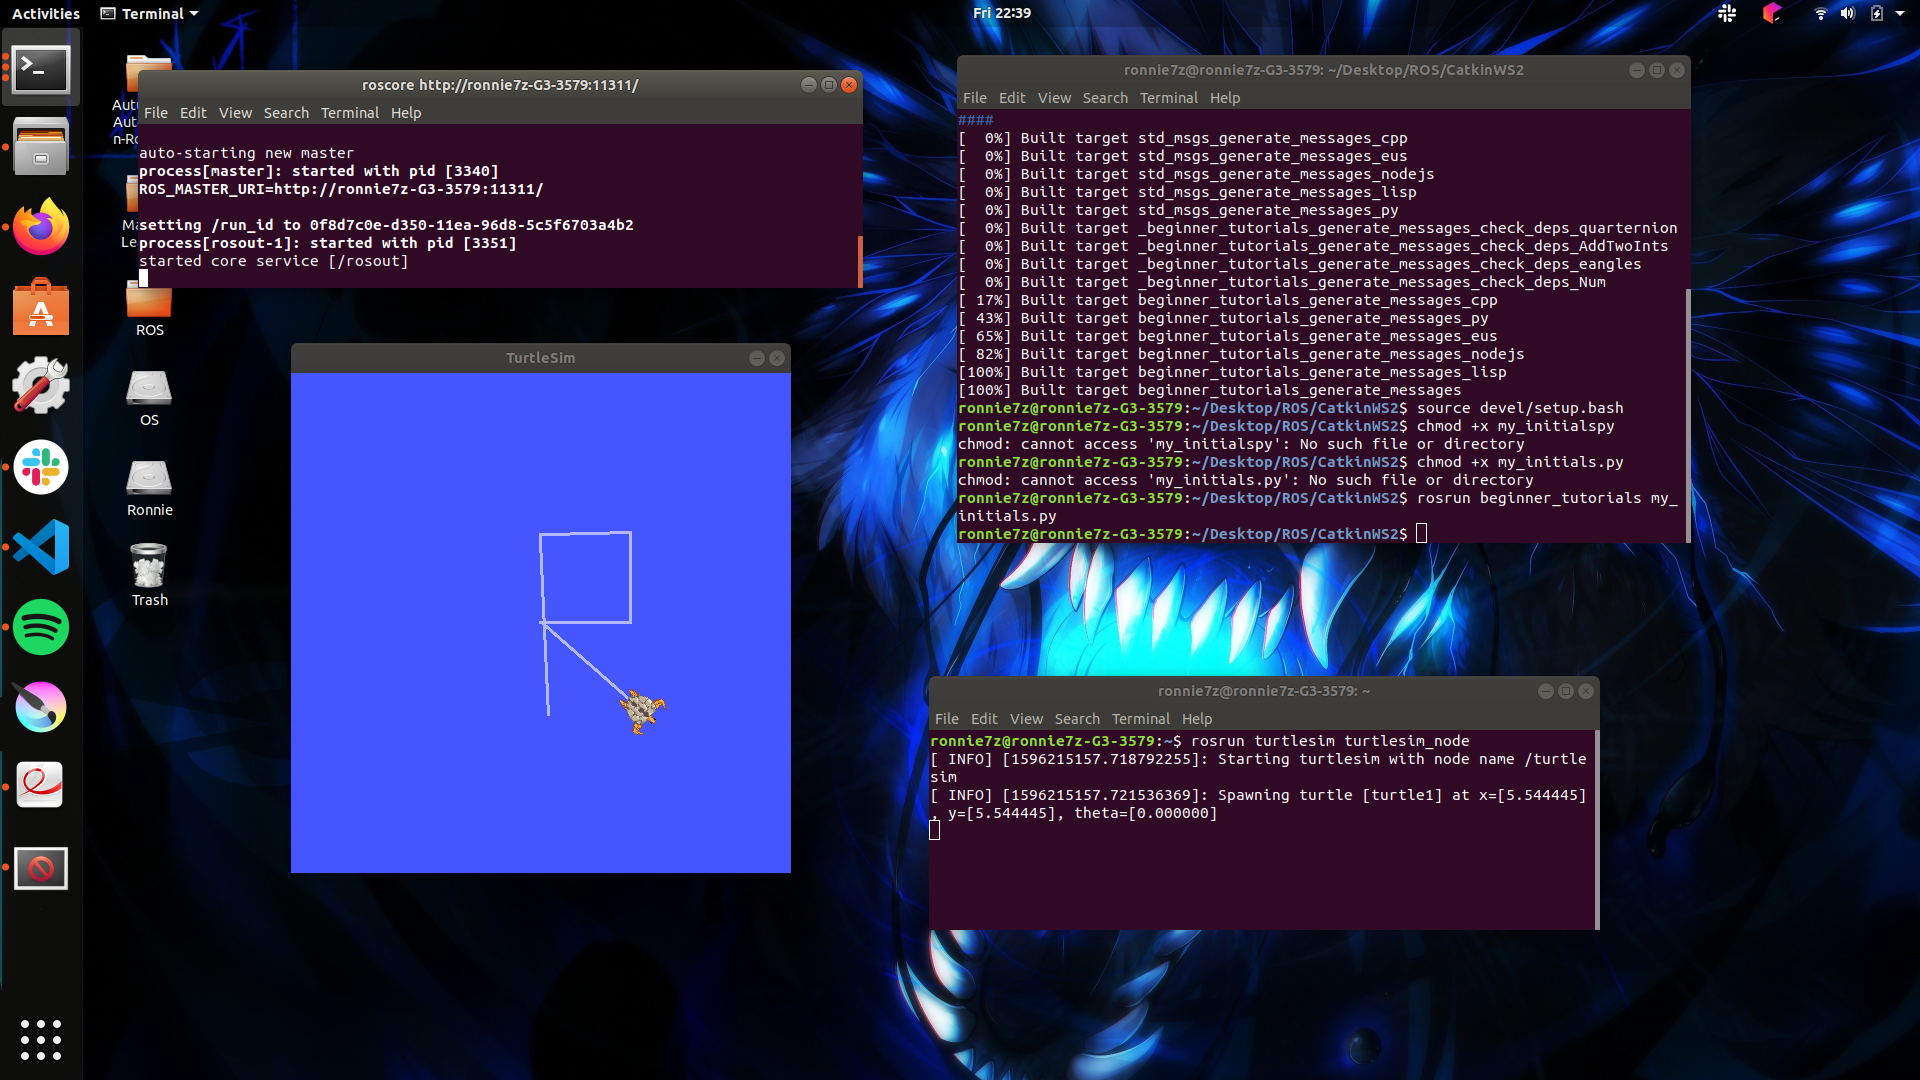 Activities
Terminal
Fri 22:39
ROS
OS
Ronnie
Trash
roscore http://ronnie7z-G3-3579:11311/
File Edit View Search Terminal Help
auto-starting new master
process[master]: started with pid [3340]
ROS_MASTER_URI=http://ronnie7z-G3-3579:11311/
setting /run_id to 0f8d7c0e-d350-11ea-96d8-5c5f6703a4b2
process[rosout-1]: started with pid [3351]
started core service [/rosout]
TurtleSim
ronnie7z@ronnie7z-G3-3579: ~/Desktop/ROS/CatkinWS2
File Edit View Search Terminal Help
####
[  0%] Built target std_msgs_generate_messages_cpp
[  0%] Built target std_msgs_generate_messages_eus
[  0%] Built target std_msgs_generate_messages_nodejs
[  0%] Built target std_msgs_generate_messages_lisp
[  0%] Built target std_msgs_generate_messages_py
[  0%] Built target _beginner_tutorials_generate_messages_check_deps_quarternion
[  0%] Built target _beginner_tutorials_generate_messages_check_deps_AddTwoInts
[  0%] Built target _beginner_tutorials_generate_messages_check_deps_eangles
[  0%] Built target _beginner_tutorials_generate_messages_check_deps_Num
[ 17%] Built target beginner_tutorials_generate_messages_cpp
[ 43%] Built target beginner_tutorials_generate_messages_py
[ 65%] Built target beginner_tutorials_generate_messages_eus
[ 82%] Built target beginner_tutorials_generate_messages_nodejs
[100%] Built target beginner_tutorials_generate_messages_lisp
[100%] Built target beginner_tutorials_generate_messages
ronnie7z@ronnie7z-G3-3579:~/Desktop/ROS/CatkinWS2$ source devel/setup.bash
ronnie7z@ronnie7z-G3-3579:~/Desktop/ROS/CatkinWS2$ chmod +x my_initialspy
chmod: cannot access 'my_initialspy': No such file or directory
ronnie7z@ronnie7z-G3-3579:~/Desktop/ROS/CatkinWS2$ chmod +x my_initials.py
chmod: cannot access 'my_initials.py': No such file or directory
ronnie7z@ronnie7z-G3-3579:~/Desktop/ROS/CatkinWS2$ rosrun beginner_tutorials my_
initials.py
ronnie7z@ronnie7z-G3-3579:~/Desktop/ROS/CatkinWS2$
ronnie7z@ronnie7z-G3-3579: ~
File Edit View Search Terminal Help
ronnie7z@ronnie7z-G3-3579:~$ rosrun turtlesim turtlesim_node
[ INFO] [1596215157.718792255]: Starting turtlesim with node name /turtle
sim
[ INFO] [1596215157.721536369]: Spawning turtle [turtle1] at x=[5.544445]
, y=[5.544445], theta=[0.000000]